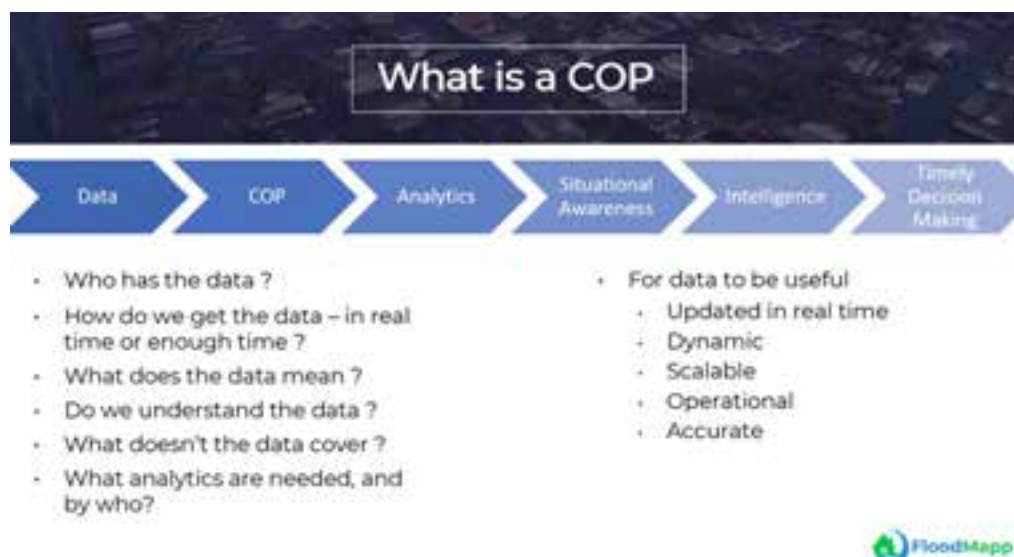 What is a COP
Data
COP
Analytics
Situational
Awareness
Intelligence
Timely
Decision
Making
• Who has the data ?
• How do we get the data – in real
time or enough time ?
• What does the data mean ?
• Do we understand the data ?
• What doesn't the data cover ?
• What analytics are needed, and
by who?
• For data to be useful
• Updated in real time
• Dynamic
• Scalable
• Operational
• Accurate
FloodMapp